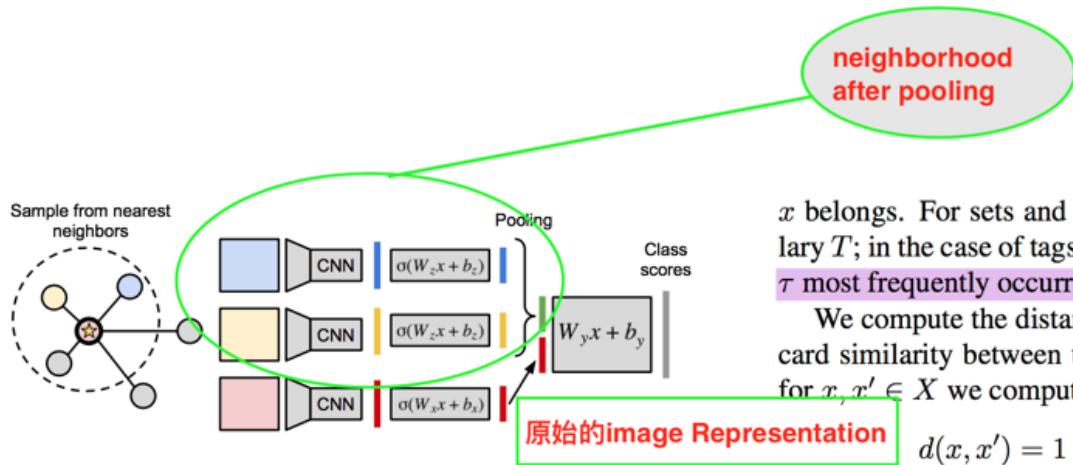 neighborhood
after pooling
Sample from nearest
neighbors
Pooling
Class
scores
CNN
σ(W_z x + b_z)
CNN
σ(W_z x + b_z)
W_y x + b_y
CNN
σ(W_x x + b_x)
原始的image Representation
x belongs. For sets and
lary T; in the case of tags
τ most frequently occurr
We compute the distan
card similarity between t
for x, x′ ∈ X we comput
d(x, x′) = 1